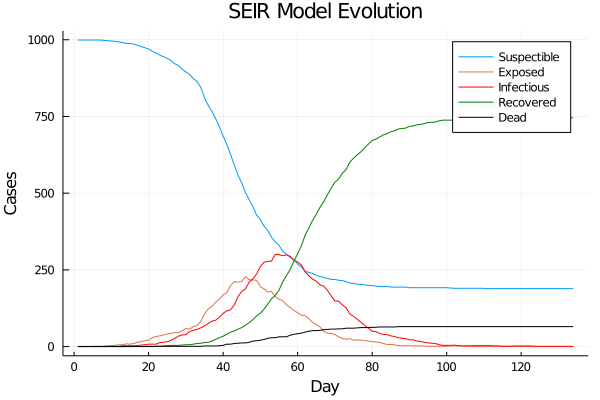 SEIR Model Evolution
1000
750
500
250
0
Cases
Suspectible
Exposed
Infectious
Recovered
Dead
0 20 40 60 80 100 120
Day